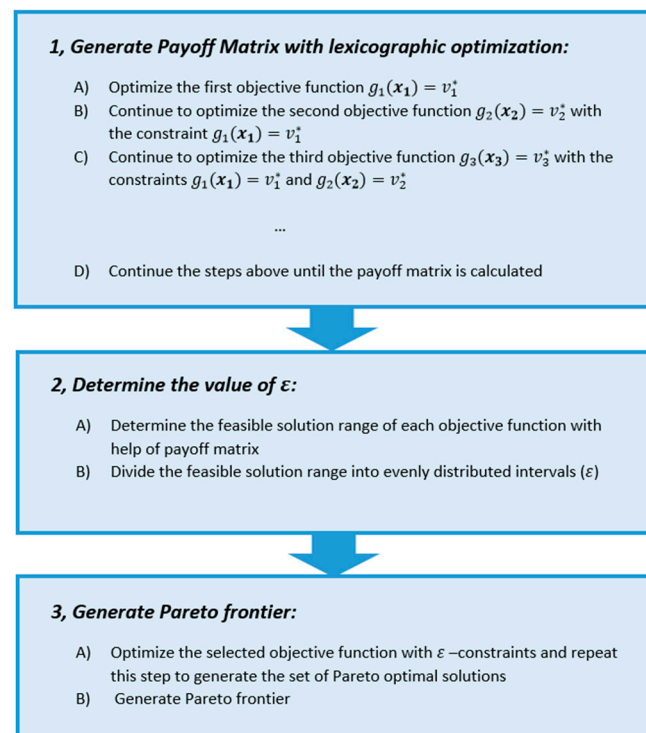 1, Generate Payoff Matrix with lexicographic optimization:
A) Optimize the first objective function g₁(x₁) = v₁*
B) Continue to optimize the second objective function g₂(x₂) = v₂* with
the constraint g₁(x₁) = v₁*
C) Continue to optimize the third objective function g₃(x₃) = v₃* with the
constraints g₁(x₁) = v₁* and g₂(x₂) = v₂*
...
D) Continue the steps above until the payoff matrix is calculated
2, Determine the value of ε:
A) Determine the feasible solution range of each objective function with
help of payoff matrix
B) Divide the feasible solution range into evenly distributed intervals (ε)
3, Generate Pareto frontier:
A) Optimize the selected objective function with ε –constraints and repeat
this step to generate the set of Pareto optimal solutions
B) Generate Pareto frontier